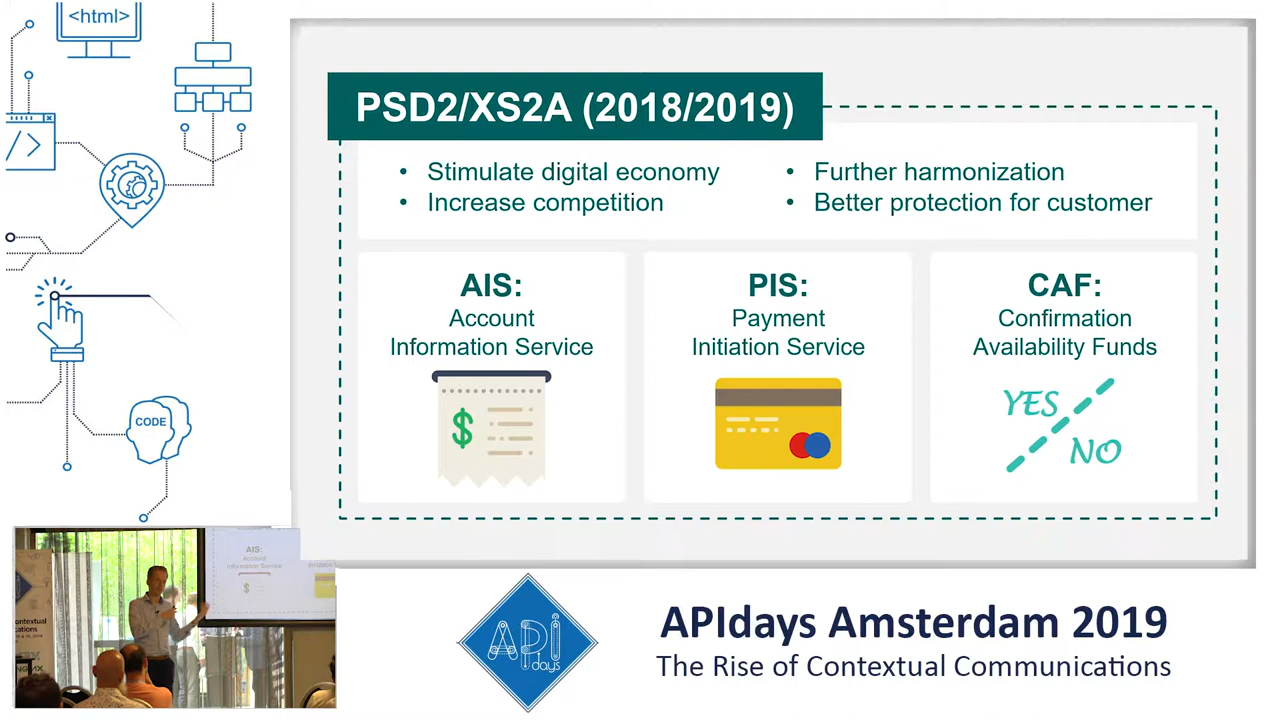 <html>
</>
CODE
PSD2/XS2A (2018/2019)
• Stimulate digital economy
• Increase competition
• Further harmonization
• Better protection for customer
AIS:
Account
Information Service
$
PIS:
Payment
Initiation Service
CAF:
Confirmation
Availability Funds
YES
NO
AIS:
Account
Information Service
$
API
days
APIdays Amsterdam 2019
The Rise of Contextual Communications